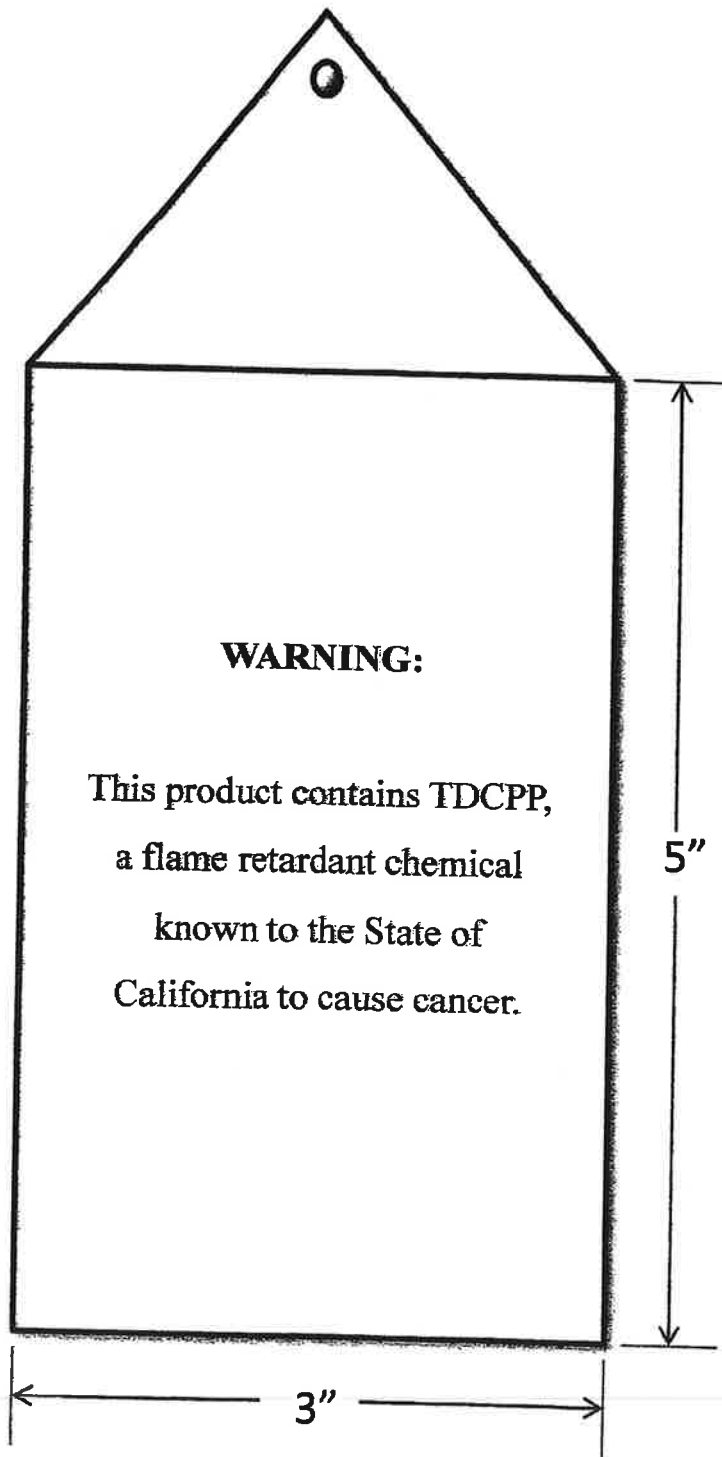 WARNING:
This product contains TDCPP,
a flame retardant chemical
known to the State of
California to cause cancer.
5"
3"